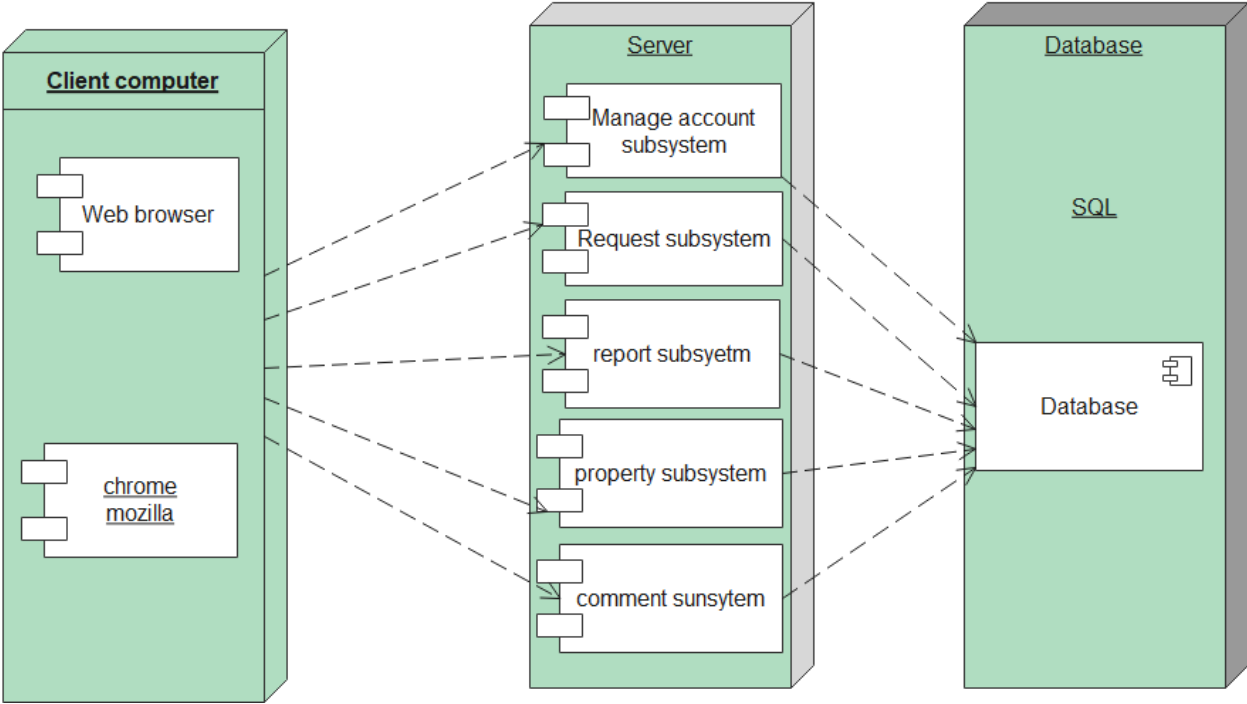 Client computer
Web browser
chrome
mozilla
Server
Manage account
subsystem
Request subsystem
report subsyetm
property subsystem
comment sunsytem
Database
SQL
Database